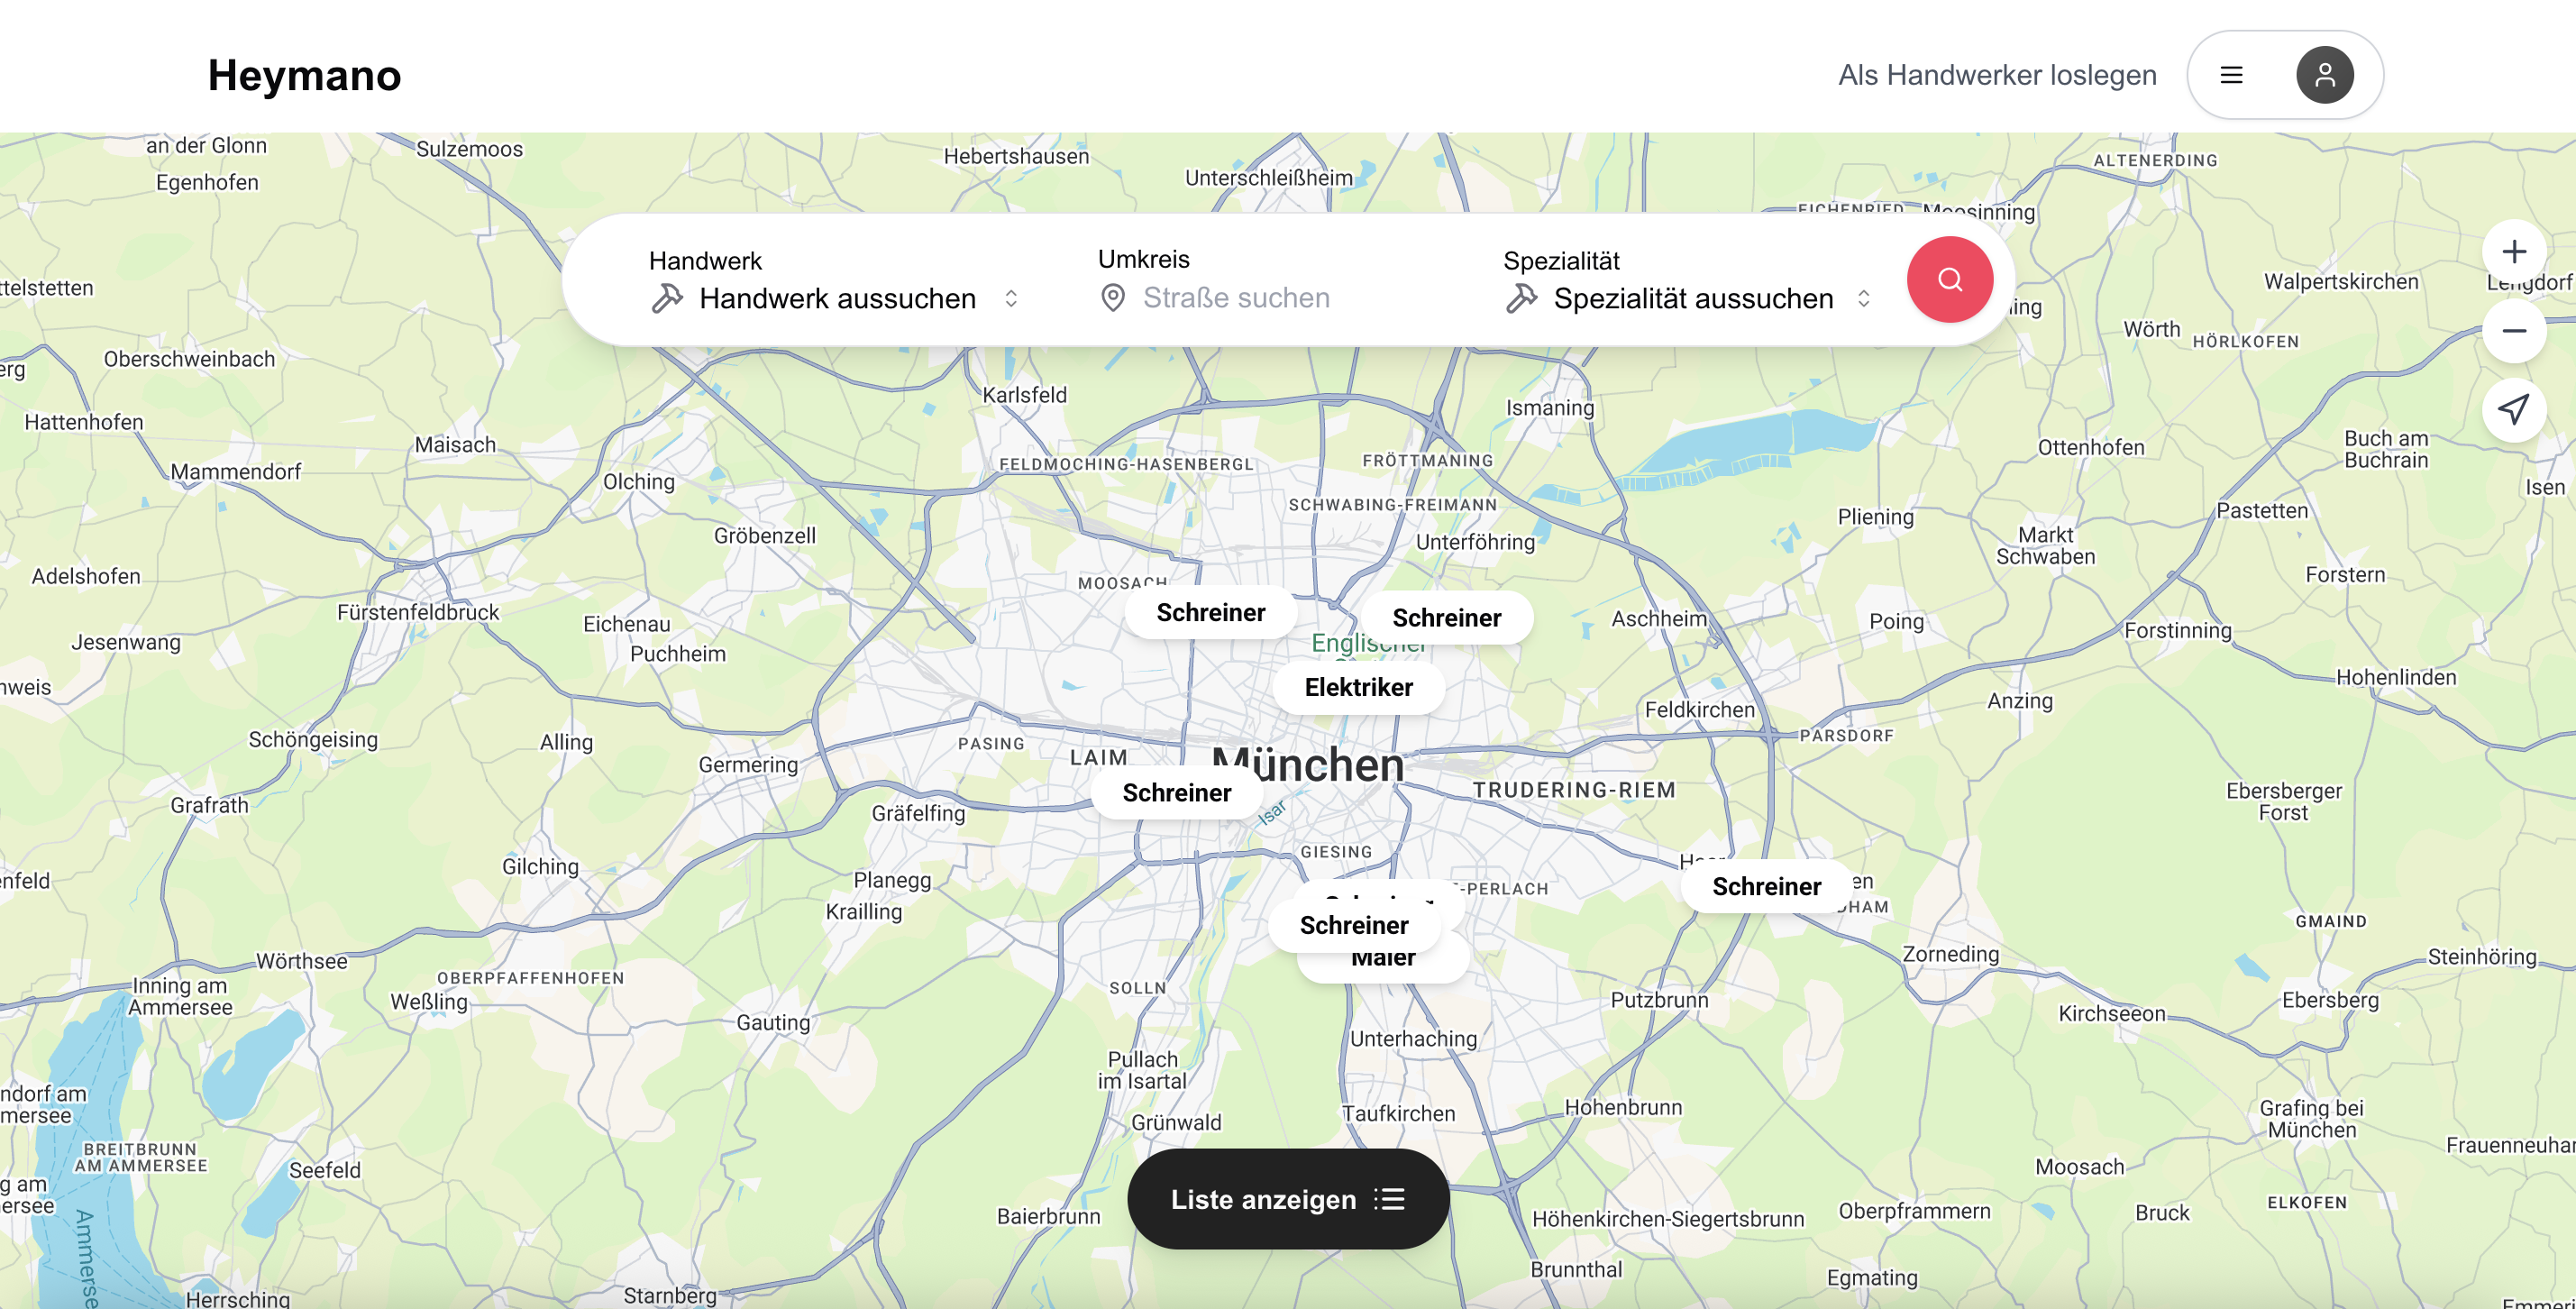 Heymano
Als Handwerker loslegen
an der Glonn
Sulzemoos
Hebertshausen
ALTENERDING
Egenhofen
Unterschleißheim
EICHENRIED
Moosinning
Handwerk
Handwerk aussuchen
Umkreis
Straße suchen
Spezialität
Spezialität aussuchen
ttelstetten
Walpertskirchen
Lengdorf
ing
Wörth
HÖRLKOFEN
Oberschweinbach
erg
Karlsfeld
Ismaning
Hattenhofen
Maisach
Ottenhofen
Buch am
Buchrain
Mammendorf
Olching
FELDMOCHING-HASENBERGL
FRÖTTMANING
Isen
SCHWABING-FREIMANN
Pliening
Pastetten
Gröbenzell
Unterföhring
Markt
Schwaben
Adelshofen
MOOSACH
Forstern
Fürstenfeldbruck
Eichenau
Schreiner
Schreiner
Aschheim
Poing
Jesenwang
Puchheim
Englischer
Forstinning
nweis
Elektriker
Hohenlinden
Feldkirchen
Anzing
Schöngeising
Alling
PASING
LAIM
München
PARSDORF
Germering
Schreiner
TRUDERING-RIEM
Ebersberger
Forst
Grafrath
Gräfelfing
Isar
Gilching
GIESING
enfeld
Planegg
-PERLACH
Schreiner
en
Krailling
Schreiner
DHAM
GMAIND
Maier
Wörthsee
OBERPFAFFENHOFEN
Zorneding
Steinhöring
Inning am
Ammersee
Weßling
SOLLN
Putzbrunn
Ebersberg
Gauting
Kirchseeon
Unterhaching
Pullach
im Isartal
ndorf am
mersee
Grünwald
Taufkirchen
Hohenbrunn
Grafing bei
München
BREITBRUNN
AM AMMERSEE
Seefeld
Frauenneuhar
Moosach
g am
ersee
Liste anzeigen
ELKOFEN
Ammersee
Baierbrunn
Höhenkirchen-Siegertsbrunn
Oberpframmern
Bruck
Brunnthal
Egmating
Herrsching
Starnberg